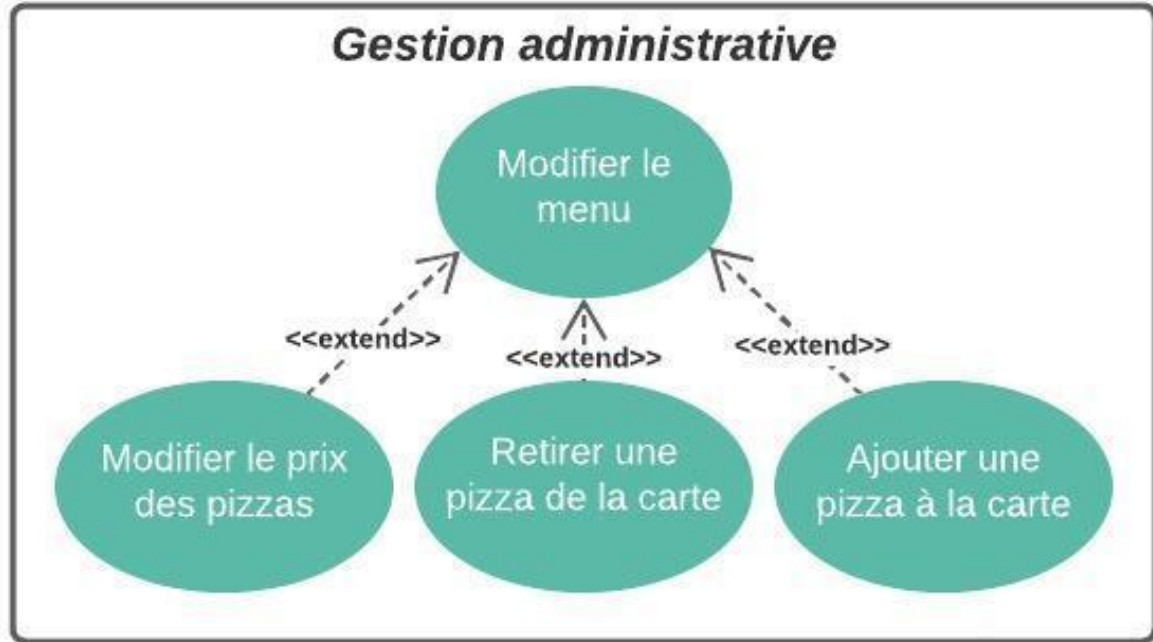 Gestion administrative
Modifier le
menu
<<extend>>
<<extend>>
<<extend>>
Modifier le prix
des pizzas
Retirer une
pizza de la carte
Ajouter une
pizza à la carte